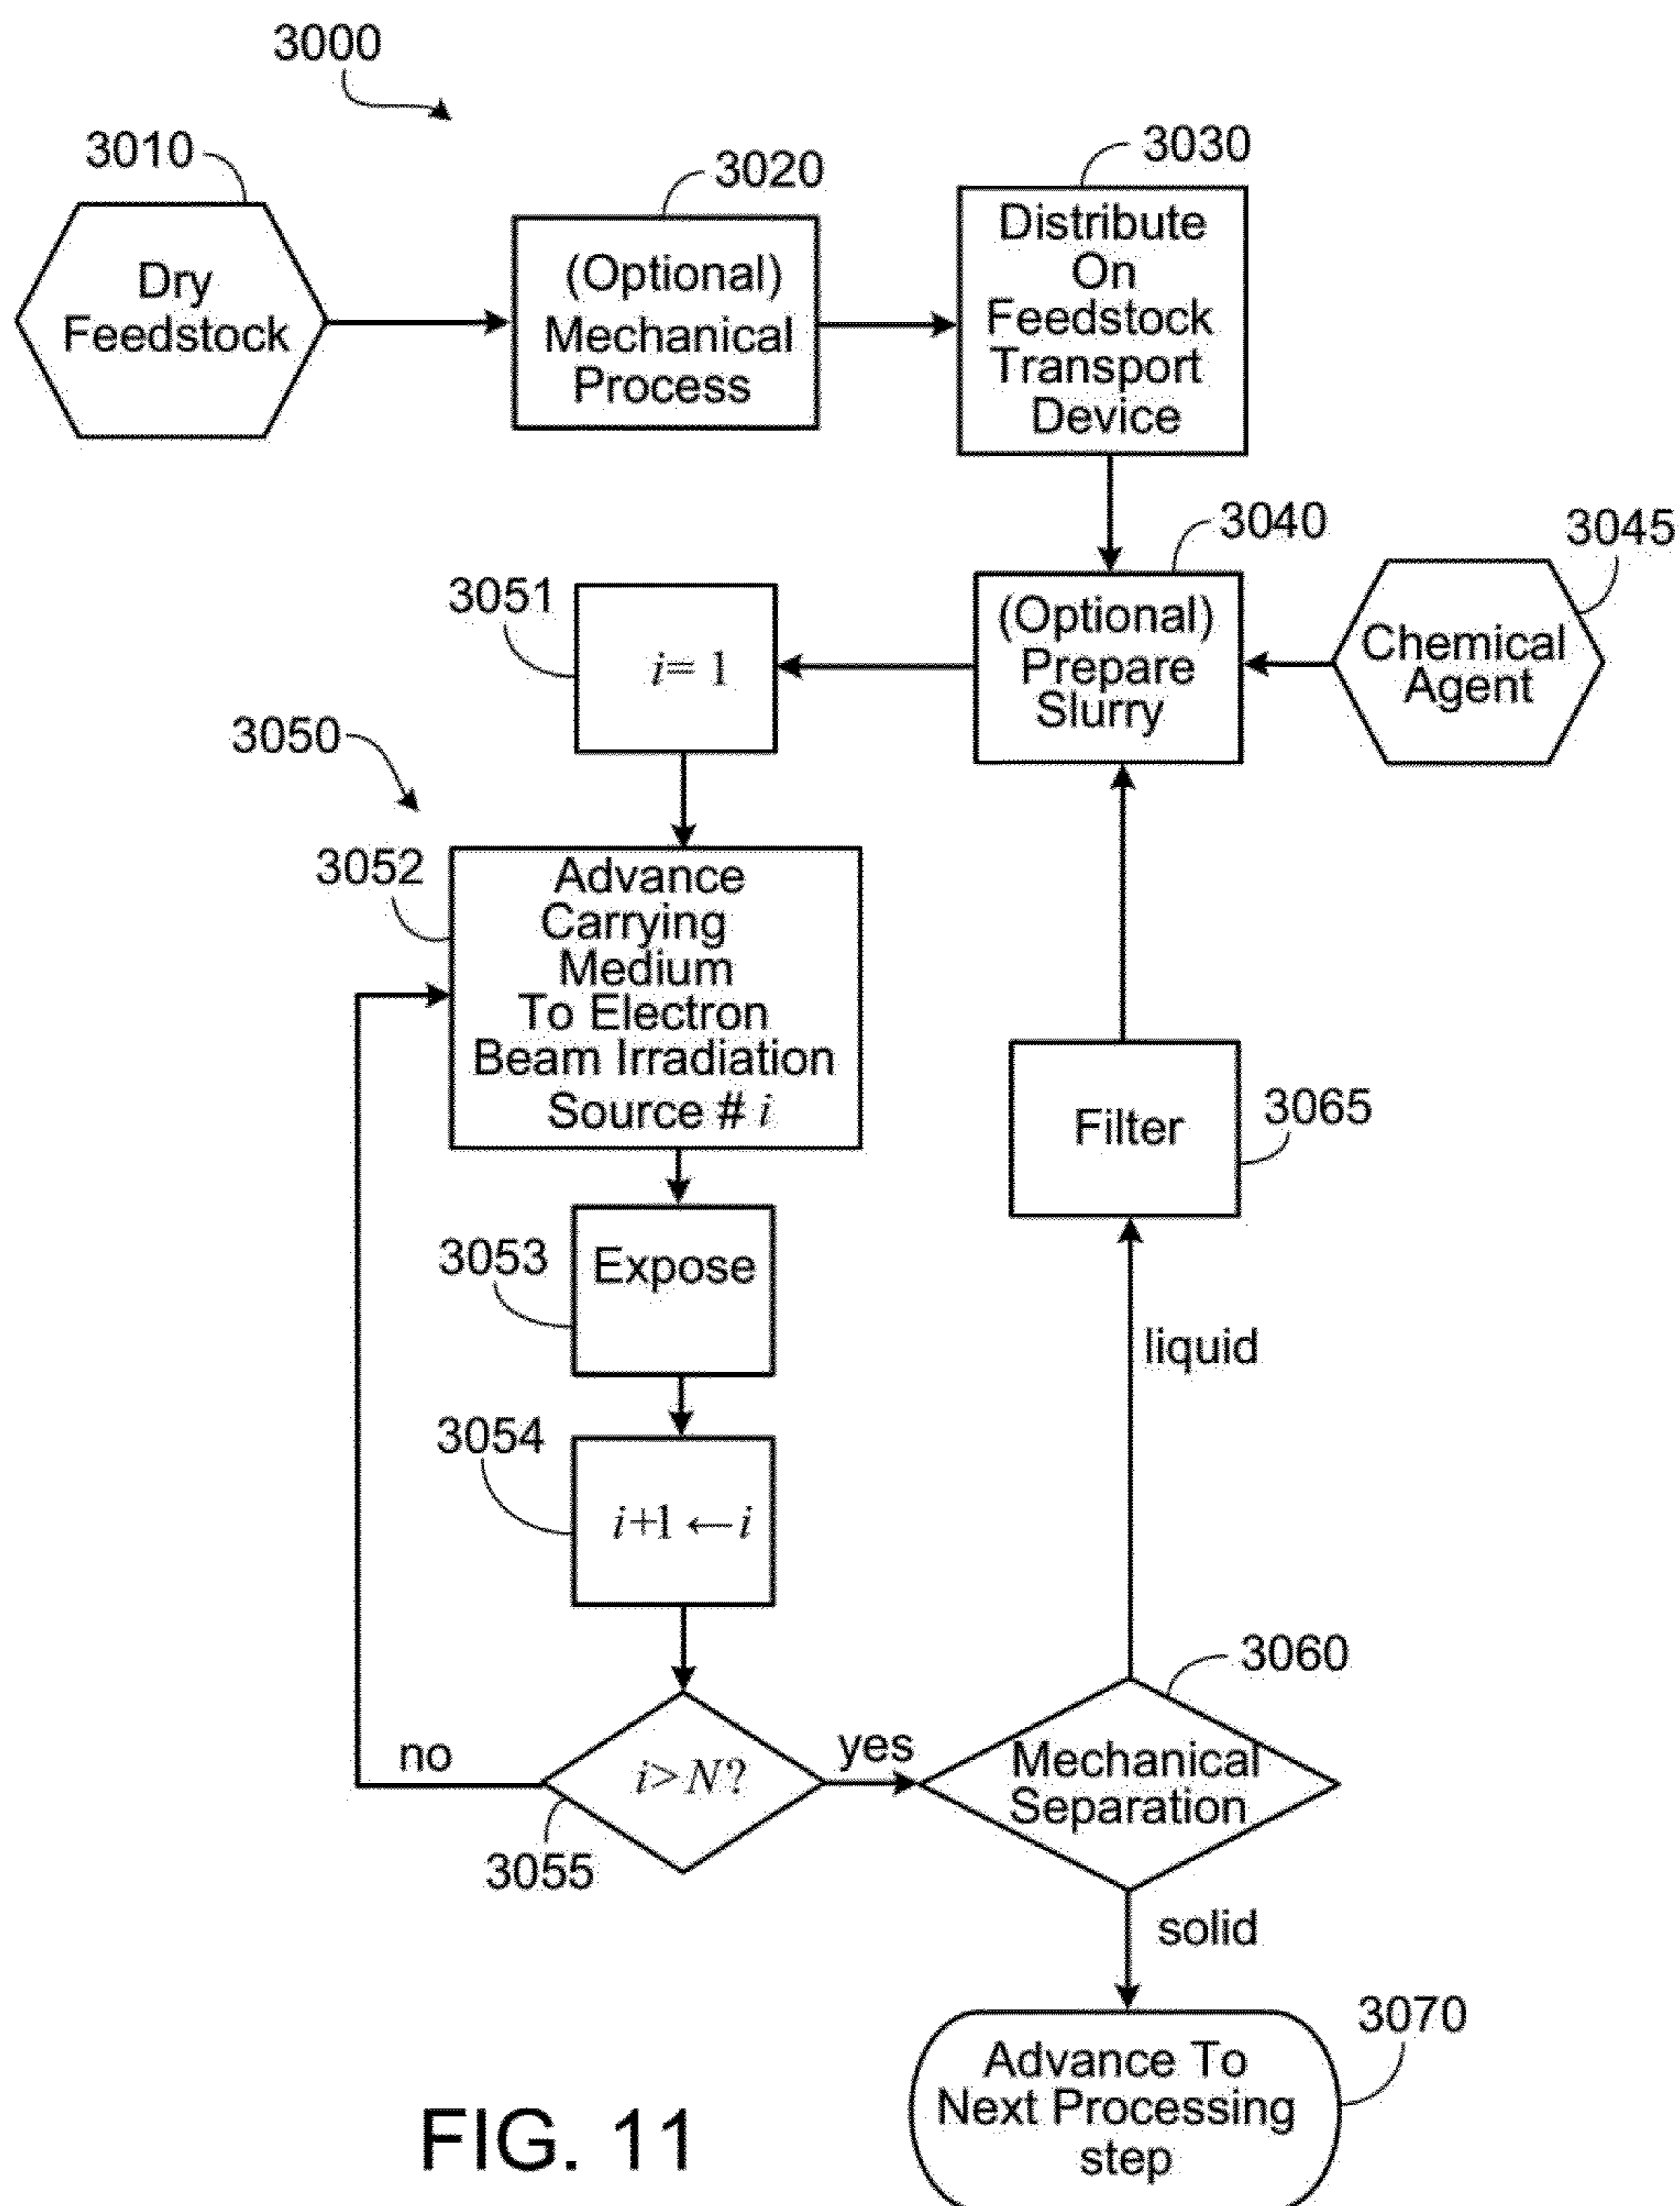 3000
3010
3020
3030
Dry
Feedstock
(Optional)
Mechanical
Process
Distribute
On
Feedstock
Transport
Device
3040
3045
3051
i= 1
(Optional)
Prepare
Slurry
Chemical
Agent
3050
3052
Advance
Carrying
Medium
To Electron
Beam Irradiation
Source # i
Filter
3065
3053
Expose
liquid
3054
i+1 ←i
3060
no
i>N?
yes
Mechanical
Separation
3055
solid
3070
Advance To
Next Processing
step
FIG. 11